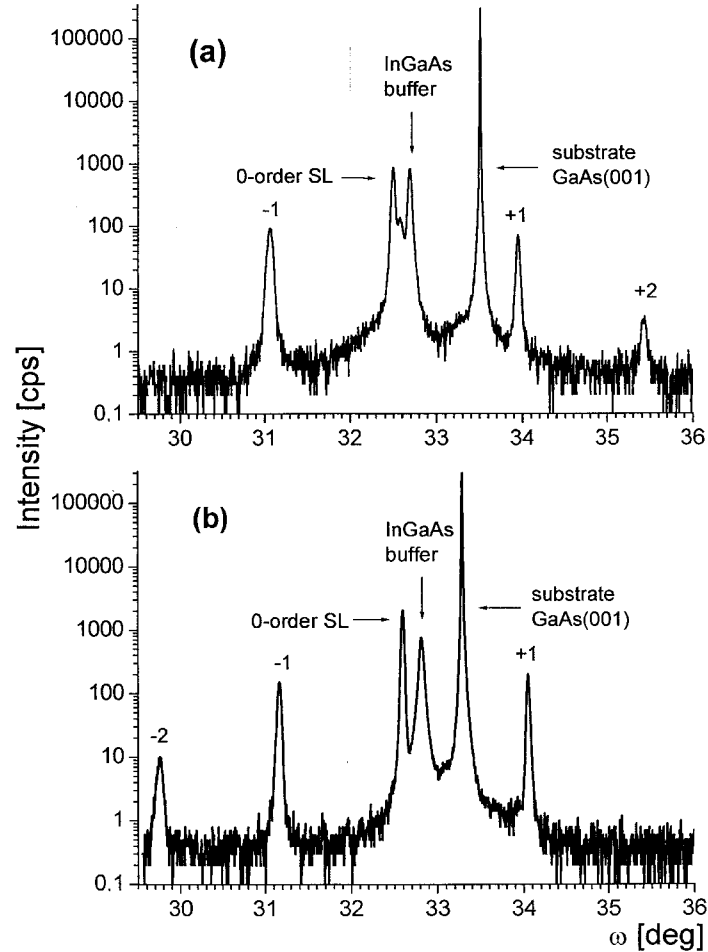 (a)
100000
10000
1000
100
10
1
0.1
InGaAs
buffer
0-order SL
substrate
GaAs(001)
-1
+1
+2
30
31
32
33
34
35
36
Intensity [cps]
(b)
100000
10000
1000
100
10
1
0.1
InGaAs
buffer
0-order SL
substrate
GaAs(001)
-2
-1
+1
30
31
32
33
34
35
36
ω [deg]